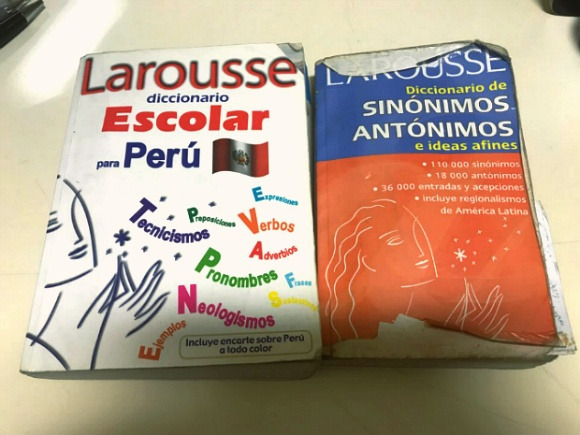 Larousse
diccionario
Escolar
para Perú
Expresiones
Tecnicismos
Preposiciones
Verbos
Adverbios
Pronombres
Frases
Sustantivos
Neologismos
Ejemplos
Incluye encarte sobre Perú
a todo color
LAROUSSE
Diccionario de
SINÓNIMOS
ANTÓNIMOS
e ideas afines
• 110 000 sinónimos
• 18 000 antónimos
• 36 000 entradas y acepciones
• incluye regionalismos
de América Latina